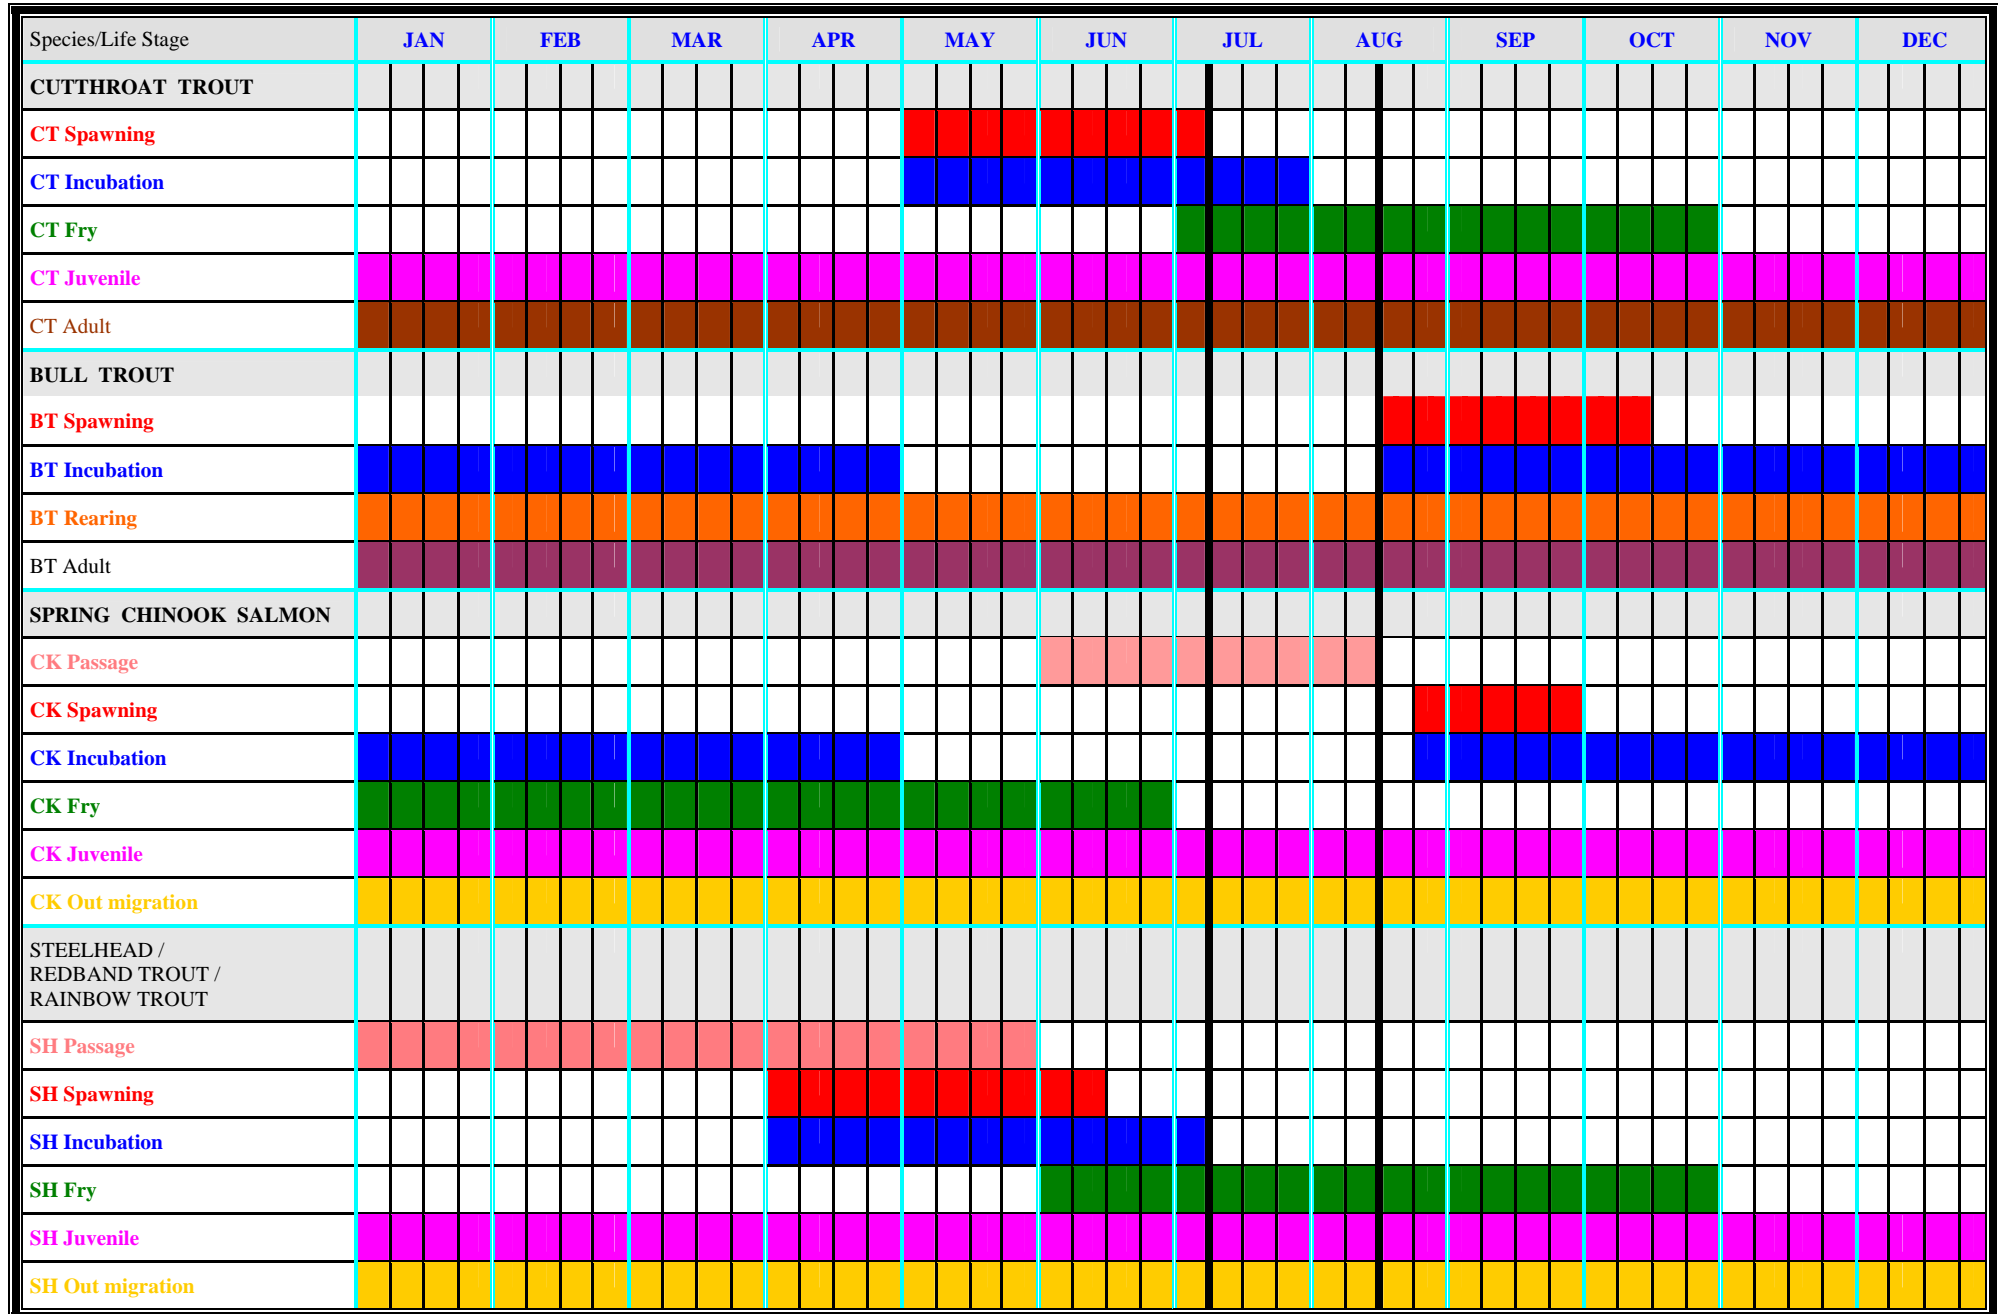 Species/Life Stage JAN FEB MAR APR MAY JUN JUL AUG SEP OCT NOV DEC
CUTTHROAT TROUT
CT Spawning
CT Incubation
CT Fry
CT Juvenile
CT Adult
BULL TROUT
BT Spawning
BT Incubation
BT Rearing
BT Adult
SPRING CHINOOK SALMON
CK Passage
CK Spawning
CK Incubation
CK Fry
CK Juvenile
CK Out migration
STEELHEAD /
REDBAND TROUT /
RAINBOW TROUT
SH Passage
SH Spawning
SH Incubation
SH Fry
SH Juvenile
SH Out migration